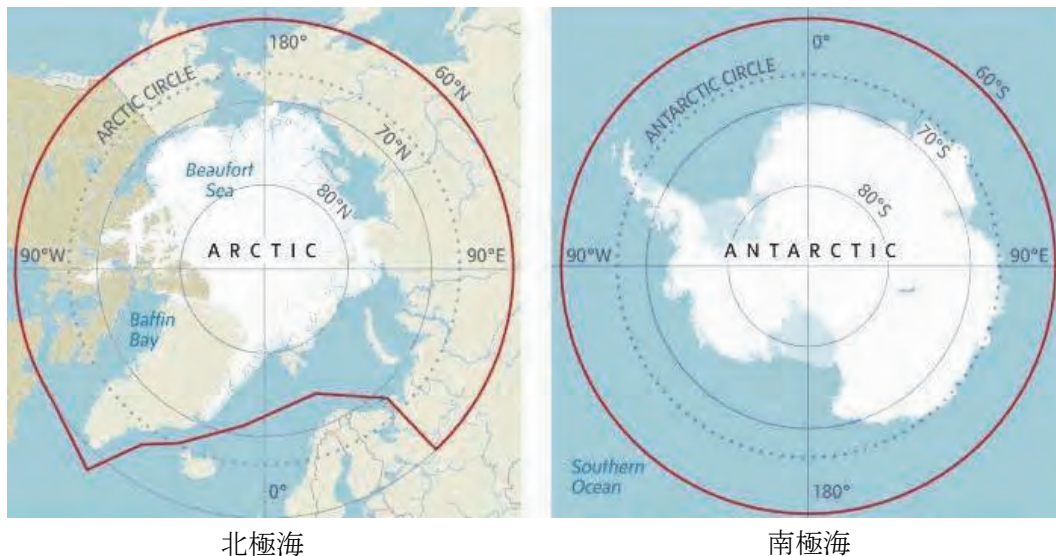 180°
60°N
ARCTIC CIRCLE
70°N
Beaufort
Sea
80°N
90°W
ARCTIC
90°E
Baffin
Bay
0°
北極海
0°
60°S
ANTARCTIC CIRCLE
70°S
80°S
90°W
ANTARCTIC
90°E
Southern
Ocean
180°
南極海